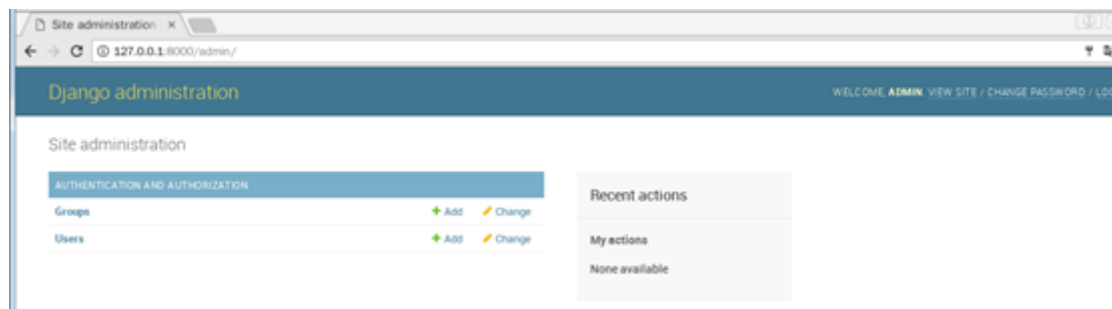 Site administration
127.0.0.1:8000/admin/
Django administration
WELCOME, ADMIN. VIEW SITE / CHANGE PASSWORD /
Site administration
AUTHENTICATION AND AUTHORIZATION
Groups + Add Change
Users + Add Change
Recent actions
My actions
None available